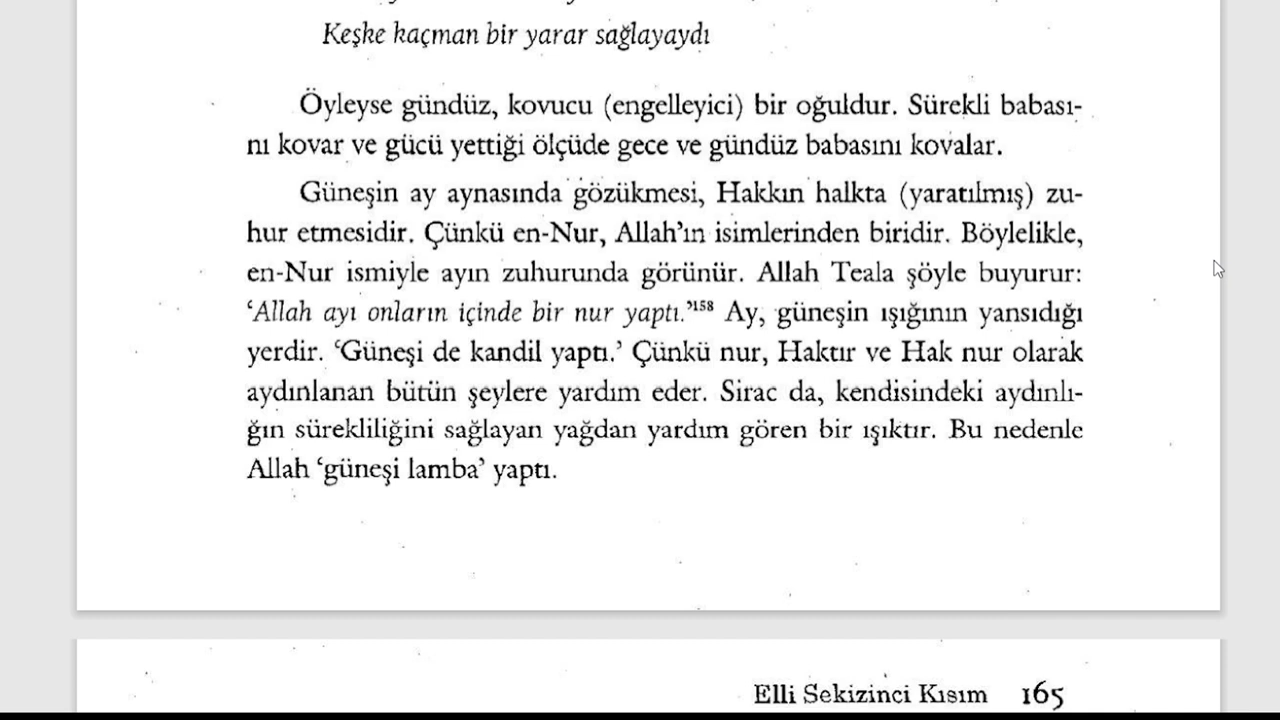 Keşke kaçman bir yarar sağlayaydı
Öyleyse gündüz, kovucu (engelleyici) bir oğuldur. Sürekli babası-
nı kovar ve gücü yettiği ölçüde gece ve gündüz babasını kovalar.
Güneşin ay aynasında gözükmesi, Hakkın halkta (yaratılmış) zu-
hur etmesidir. Çünkü en-Nur, Allah'ın isimlerinden biridir. Böylelikle,
en-Nur ismiyle ayın zuhurunda görünür. Allah Teala şöyle buyurur:
'Allah ayı onların içinde bir nur yaptı.'158 Ay, güneşin ışığının yansıdığı
yerdir. 'Güneşi de kandil yaptı.' Çünkü nur, Haktır ve Hak nur olarak
aydınlanan bütün şeylere yardım eder. Sirac da, kendisindeki aydınlı-
ğın sürekliliğini sağlayan yağdan yardım gören bir ışıktır. Bu nedenle
Allah 'güneşi lamba' yaptı.
Elli Sekizinci Kısım 165